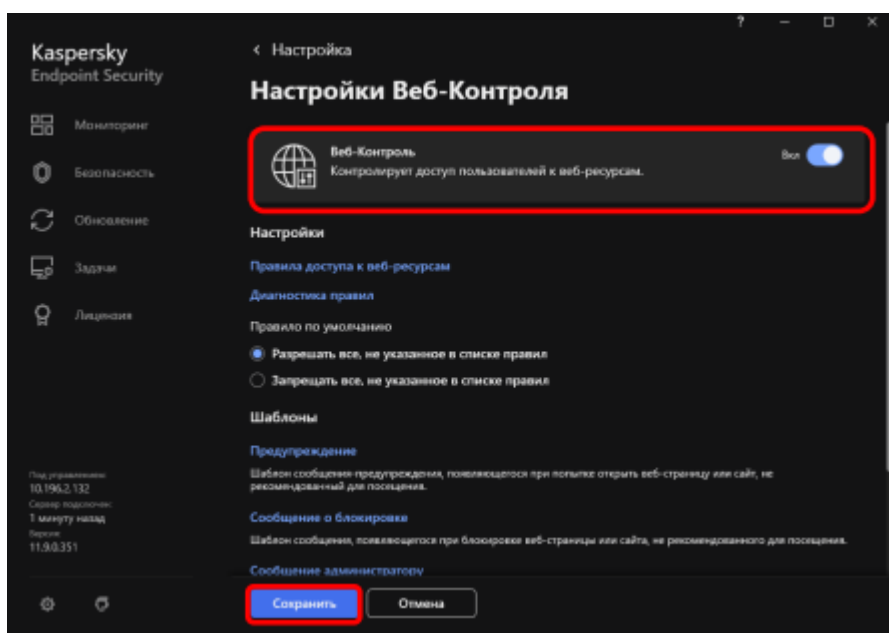 Kaspersky
Endpoint Security
Мониторинг
Безопасность
Обновление
Задачи
Лицензия
Под управлением:
10.196.2.132
Сервер подключен:
1 минуту назад
Версия:
11.9.0.351
?
< Настройка
Настройки Веб-Контроля
Веб-Контроль
Контролирует доступ пользователей к веб-ресурсам.
Вкл
Настройки
Правила доступа к веб-ресурсам
Диагностика правил
Правило по умолчанию
Разрешать все, не указанное в списке правил
Запрещать все, не указанное в списке правил
Шаблоны
Предупреждение
Шаблон сообщения-предупреждения, появляющегося при попытке открыть веб-страницу или сайт, не
рекомендованный для посещения.
Сообщение о блокировке
Шаблон сообщения, появляющегося при блокировке веб-страницы или сайта, не рекомендованного для посещения.
Сообщение администратору
Сохранить
Отмена